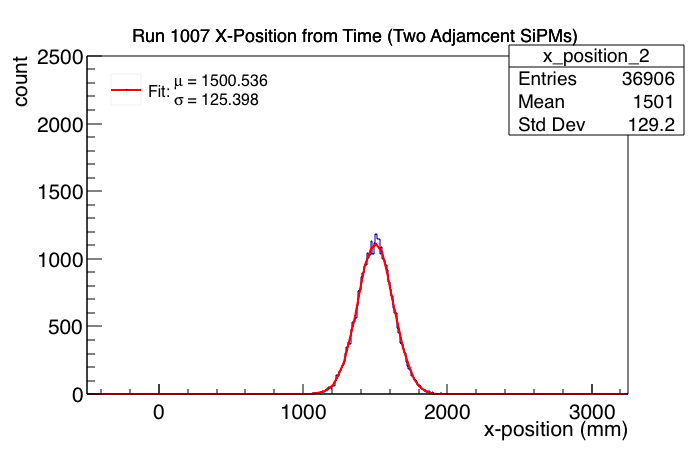 Run 1007 X-Position from Time (Two Adjamcent SiPMs)
x_position_2
Entries 36906
Mean 1501
Std Dev 129.2
Fit: μ = 1500.536
σ = 125.398
count
2500
2000
1500
1000
500
0
0 1000 2000 3000
x-position (mm)